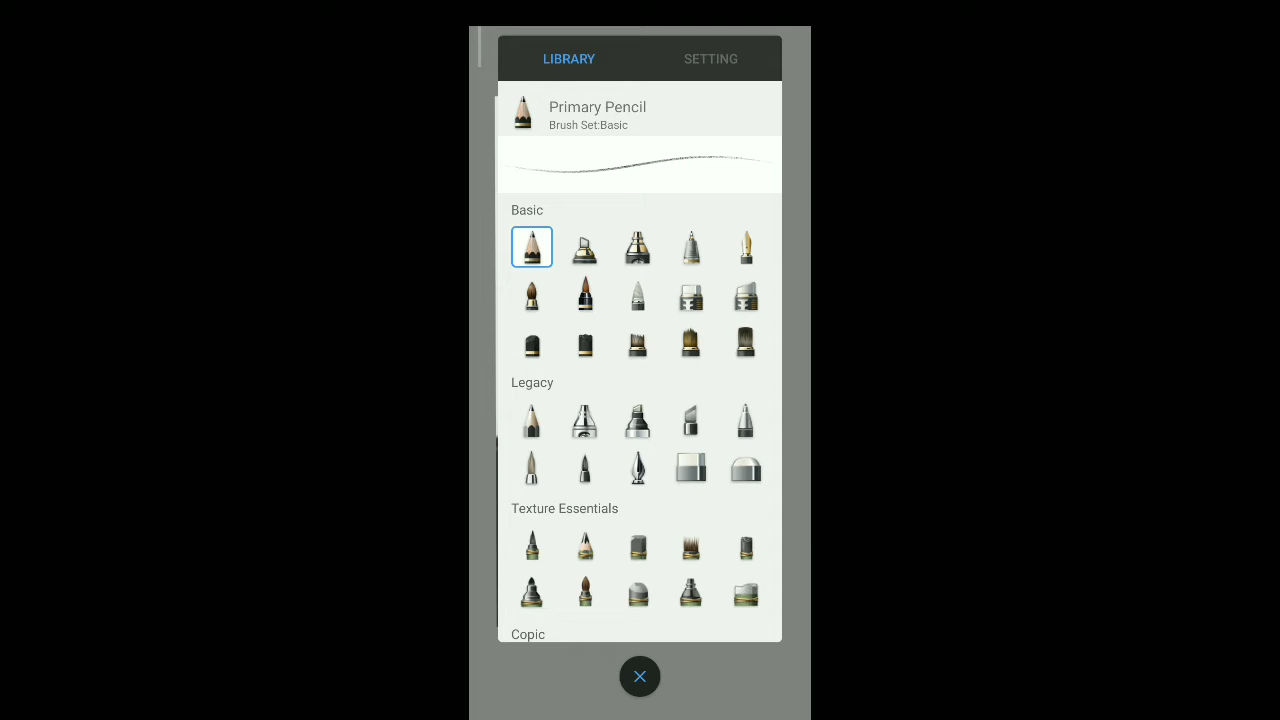 LIBRARY SETTING
Primary Pencil
Brush Set:Basic
Basic
Legacy
Texture Essentials
Copic